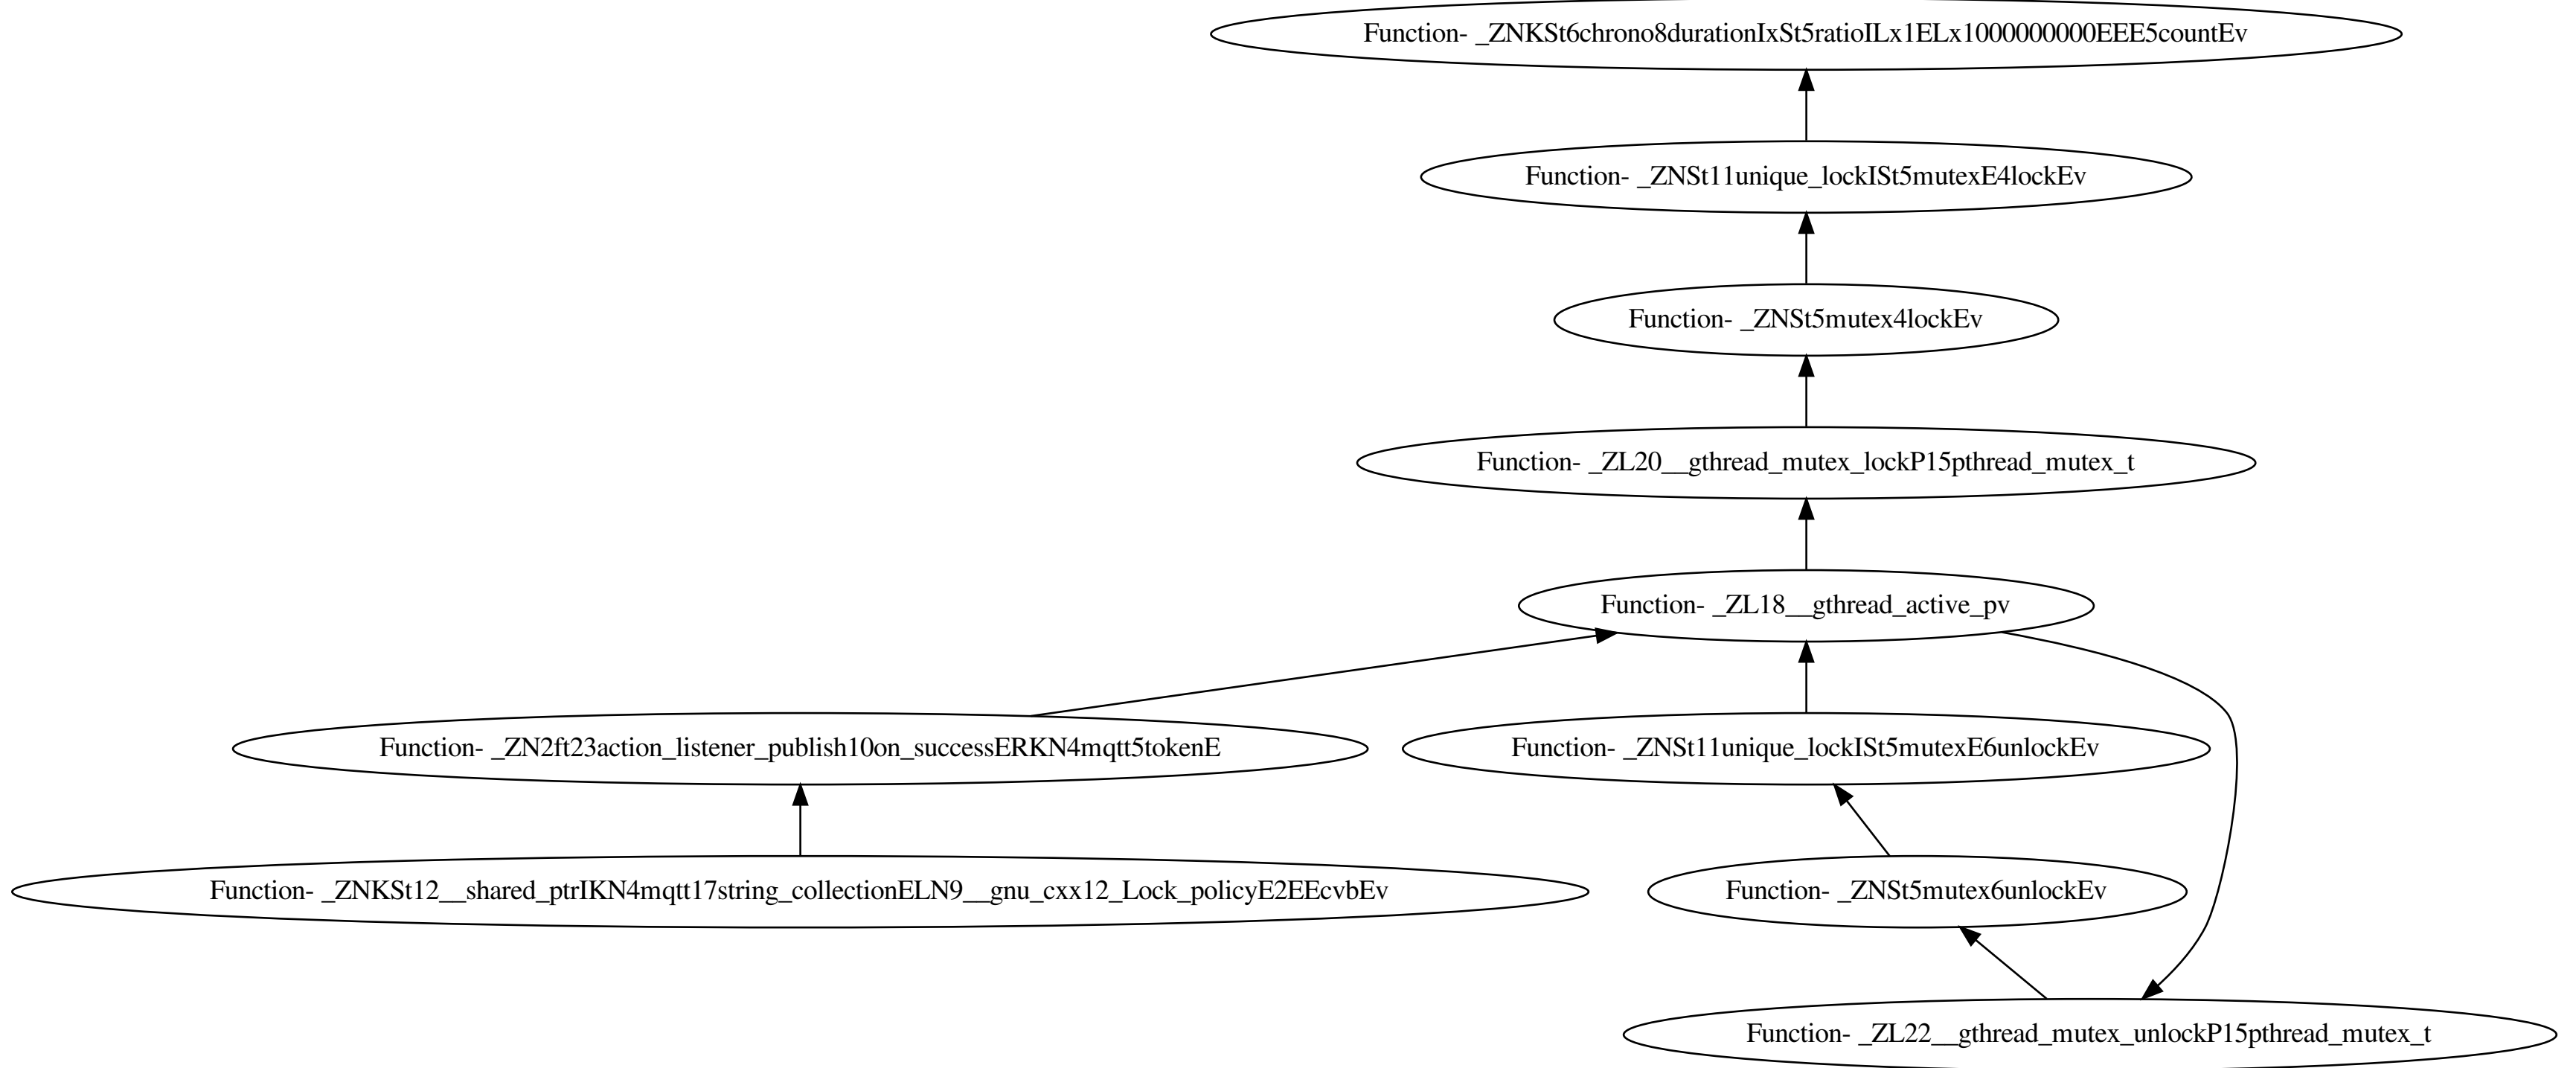 Function- _ZNKSt6chrono8durationIxSt5ratioILx1ELx1000000000EEE5countEv
Function- _ZNSt11unique_lockISt5mutexE4lockEv
Function- _ZNSt5mutex4lockEv
Function- _ZL20__gthread_mutex_lockP15pthread_mutex_t
Function- _ZL18__gthread_active_pv
Function- _ZN2ft23action_listener_publish10on_successERKN4mqtt5tokenE
Function- _ZNSt11unique_lockISt5mutexE6unlockEv
Function- _ZNKSt12__shared_ptrIKN4mqtt17string_collectionELN9__gnu_cxx12_Lock_policyE2EEcvbEv
Function- _ZNSt5mutex6unlockEv
Function- _ZL22__gthread_mutex_unlockP15pthread_mutex_t